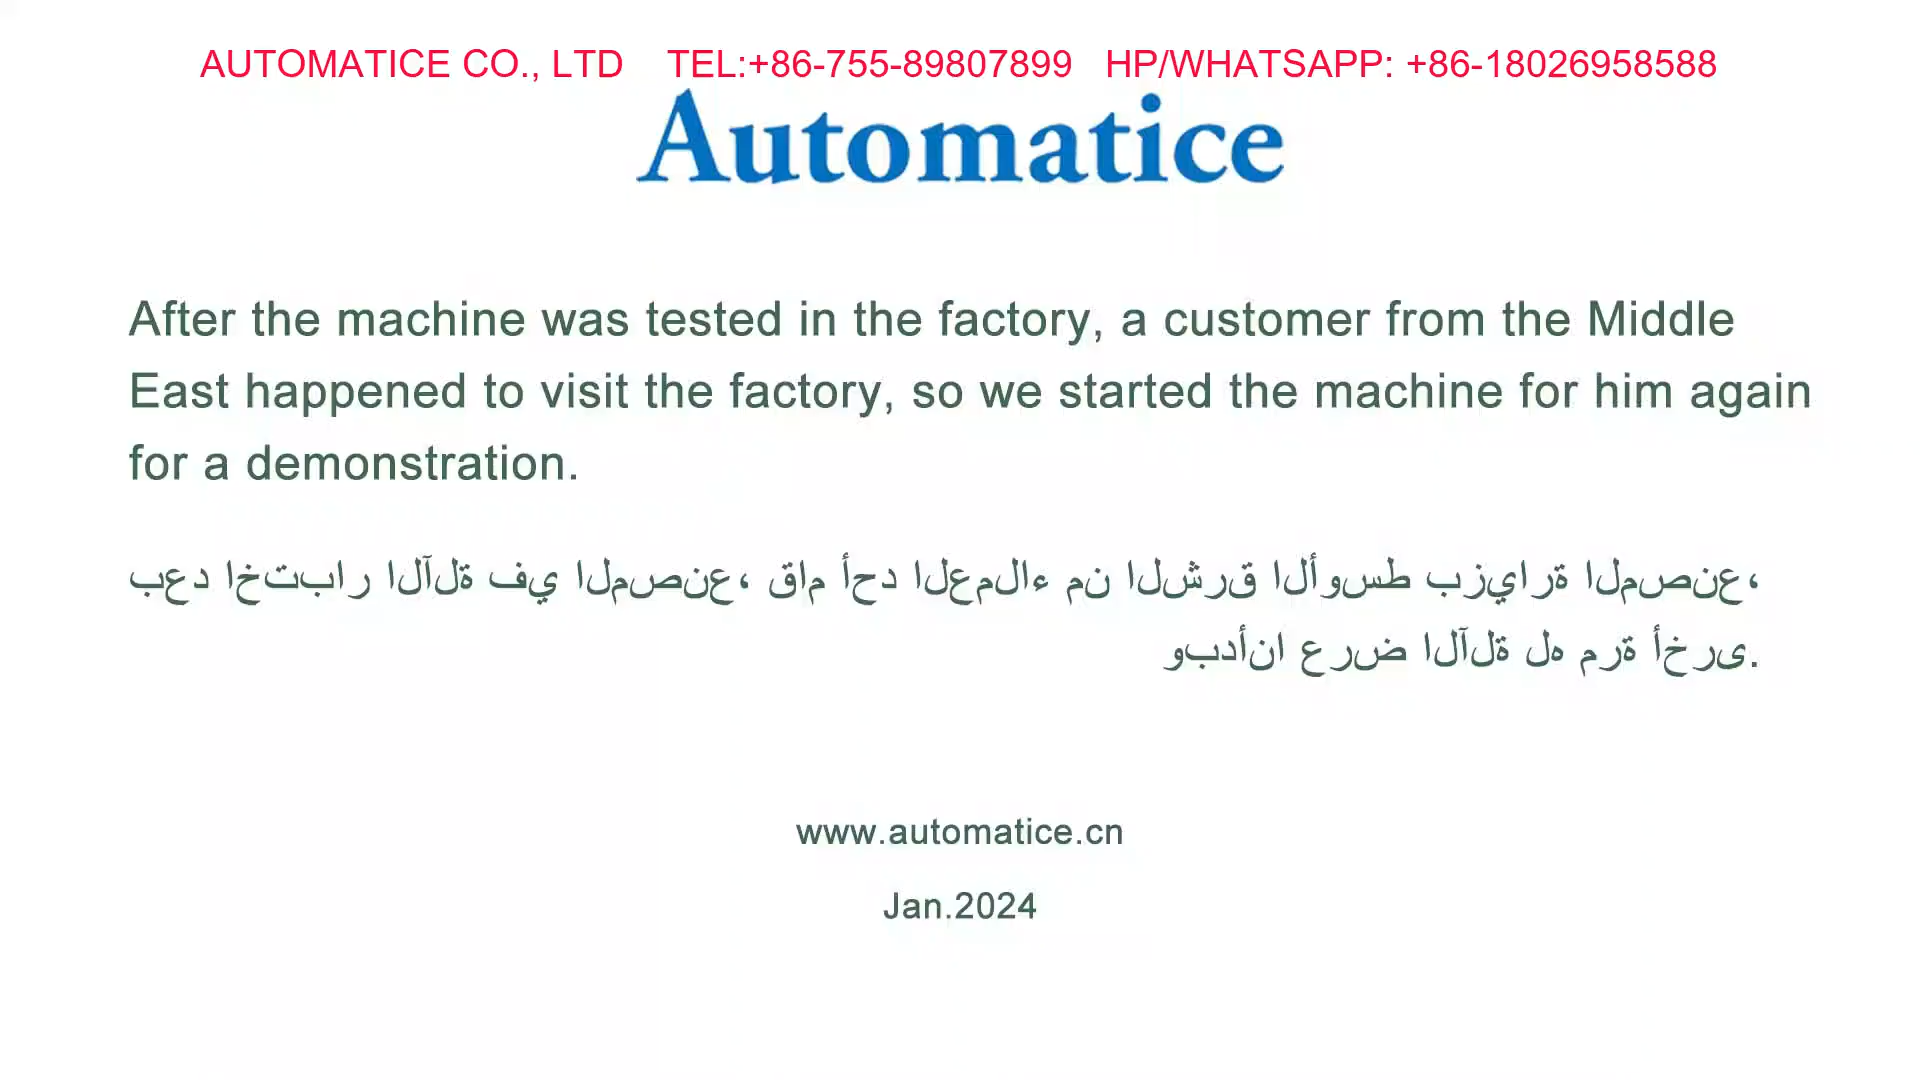 AUTOMATICE CO., LTD TEL:+86-755-89807899 HP/WHATSAPP: +86-18026958588
Automatice
After the machine was tested in the factory, a customer from the Middle
East happened to visit the factory, so we started the machine for him again
for a demonstration.
بعد اختبار الآلة في المصنع، قام أحد العملاء من الشرق الأوسط بزيارة المصنع،
وبدأنا عرض الآلة له مرة أخرى.
www.automatice.cn
Jan.2024